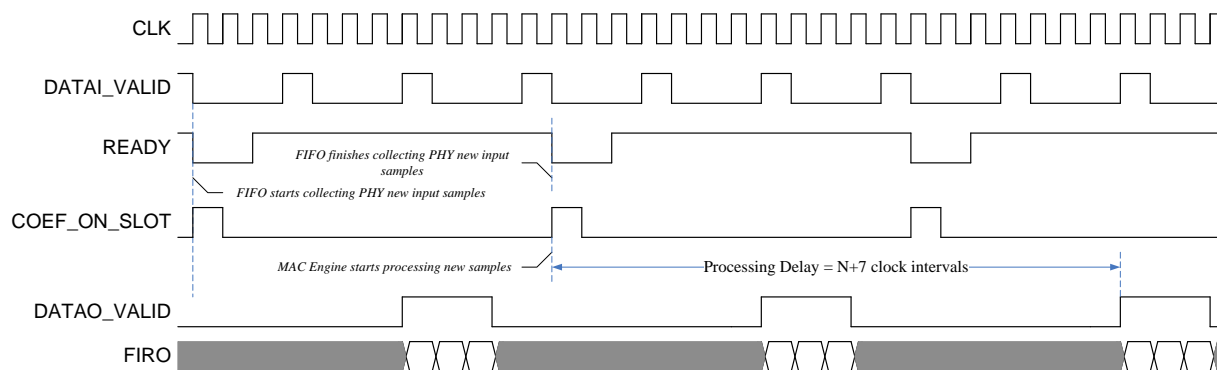 CLK
DATAI_VALID
READY
FIFO finishes collecting PHY new input
samples
FIFO starts collecting PHY new input samples
COEF_ON_SLOT
MAC Engine starts processing new samples
Processing Delay = N+7 clock intervals
DATAO_VALID
FIRO